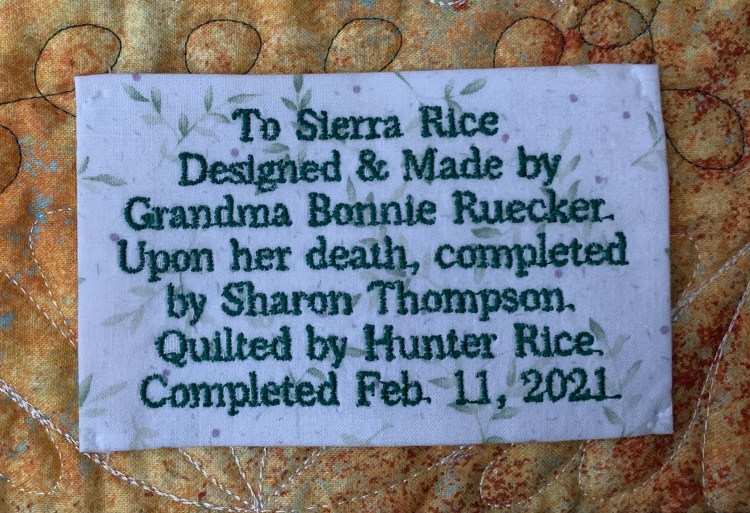 To Sierra Rice
Designed & Made by
Grandma Bonnie Ruecker.
Upon her death, completed
by Sharon Thompson.
Quilted by Hunter Rice.
Completed Feb. 11, 2021.